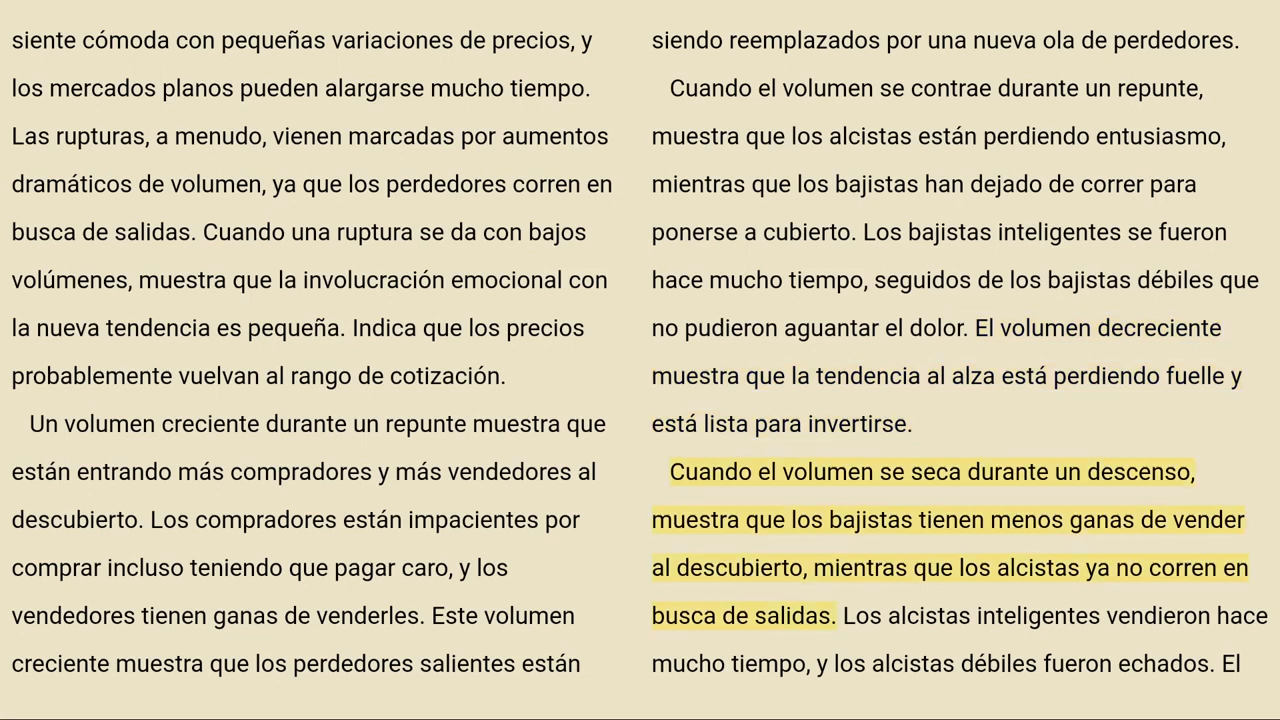 siente cómoda con pequeñas variaciones de precios, y
los mercados planos pueden alargarse mucho tiempo.
Las rupturas, a menudo, vienen marcadas por aumentos
dramáticos de volumen, ya que los perdedores corren en
busca de salidas. Cuando una ruptura se da con bajos
volúmenes, muestra que la involucración emocional con
la nueva tendencia es pequeña. Indica que los precios
probablemente vuelvan al rango de cotización.
Un volumen creciente durante un repunte muestra que
están entrando más compradores y más vendedores al
descubierto. Los compradores están impacientes por
comprar incluso teniendo que pagar caro, y los
vendedores tienen ganas de venderles. Este volumen
creciente muestra que los perdedores salientes están
siendo reemplazados por una nueva ola de perdedores.
Cuando el volumen se contrae durante un repunte,
muestra que los alcistas están perdiendo entusiasmo,
mientras que los bajistas han dejado de correr para
ponerse a cubierto. Los bajistas inteligentes se fueron
hace mucho tiempo, seguidos de los bajistas débiles que
no pudieron aguantar el dolor. El volumen decreciente
muestra que la tendencia al alza está perdiendo fuelle y
está lista para invertirse.
Cuando el volumen se seca durante un descenso,
muestra que los bajistas tienen menos ganas de vender
al descubierto, mientras que los alcistas ya no corren en
busca de salidas. Los alcistas inteligentes vendieron hace
mucho tiempo, y los alcistas débiles fueron echados. El